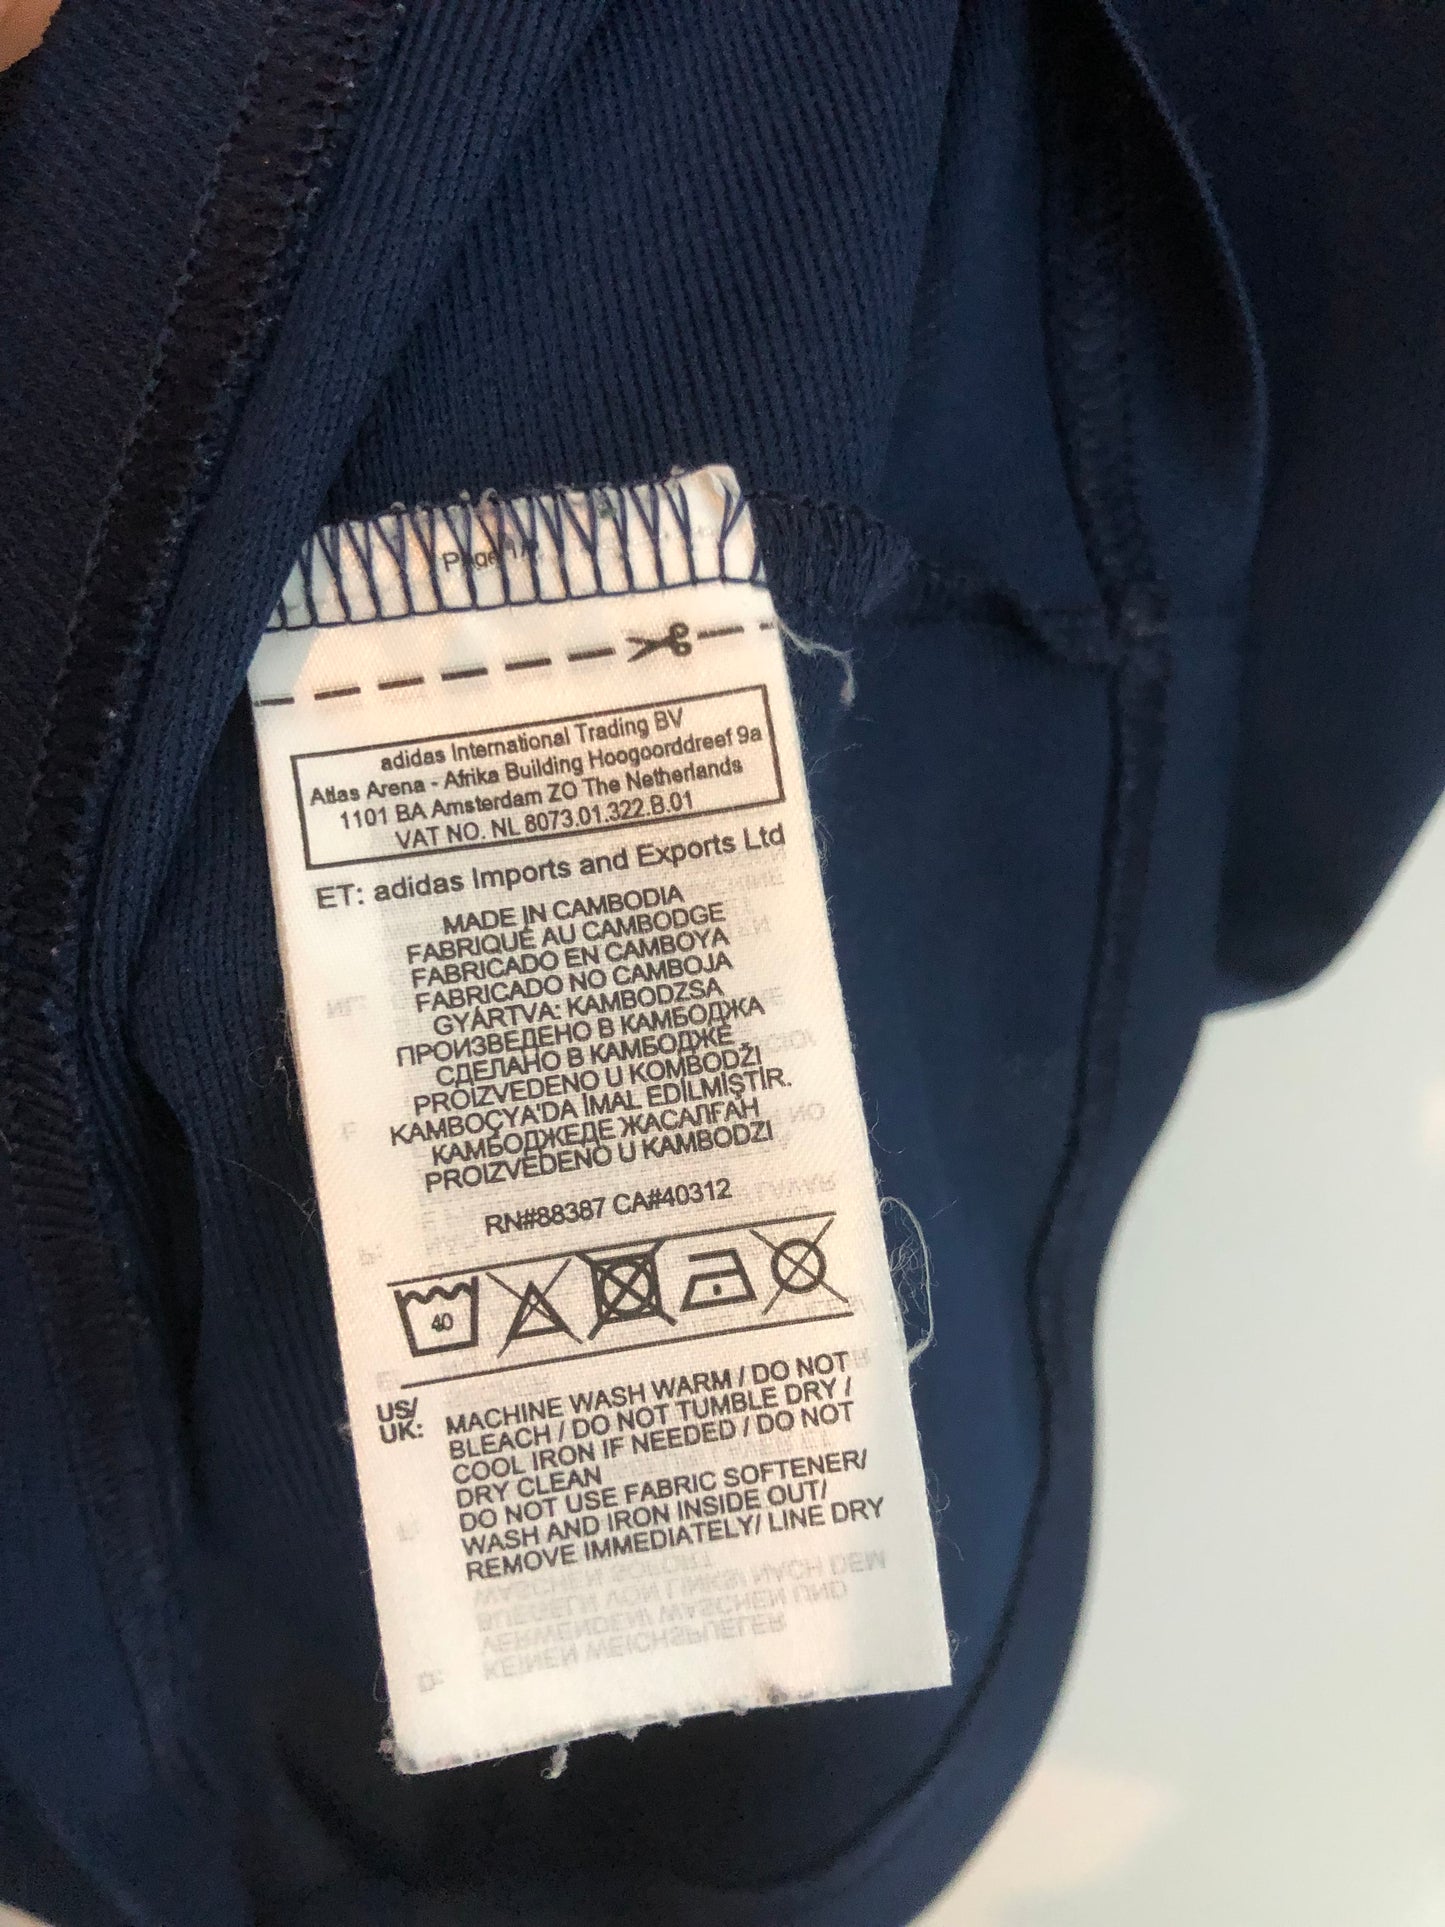 Page 1/
adidas International Trading BV
Atlas Arena - Afrika Building Hoogoorddreef 9a
1101 BA Amsterdam ZO The Netherlands
VAT NO. NL 8073.01.322.B.01
ET: adidas Imports and Exports Ltd
MADE IN CAMBODIA
FABRIQUÉ AU CAMBODGE
FABRICADO EN CAMBOYA
FABRICADO NO CAMBOJA
GYÁRTVA: KAMBODZSA
ПРОИЗВЕДЕНО В КАМБОДЖА
СДЕЛАНО В КАМБОДЖЕ
PROIZVEDENO U KOMBODŽI
KAMBOÇYA'DA İMAL EDİLMİŞTİR.
КАМБОДЖЕДЕ ЖАСАЛҒАН
PROIZVEDENO U KAMBODZI
RN#88387 CA#40312
40
US/
UK:
MACHINE WASH WARM / DO NOT
BLEACH / DO NOT TUMBLE DRY /
COOL IRON IF NEEDED / DO NOT
DRY CLEAN
DO NOT USE FABRIC SOFTENER/
WASH AND IRON INSIDE OUT/
REMOVE IMMEDIATELY/ LINE DRY